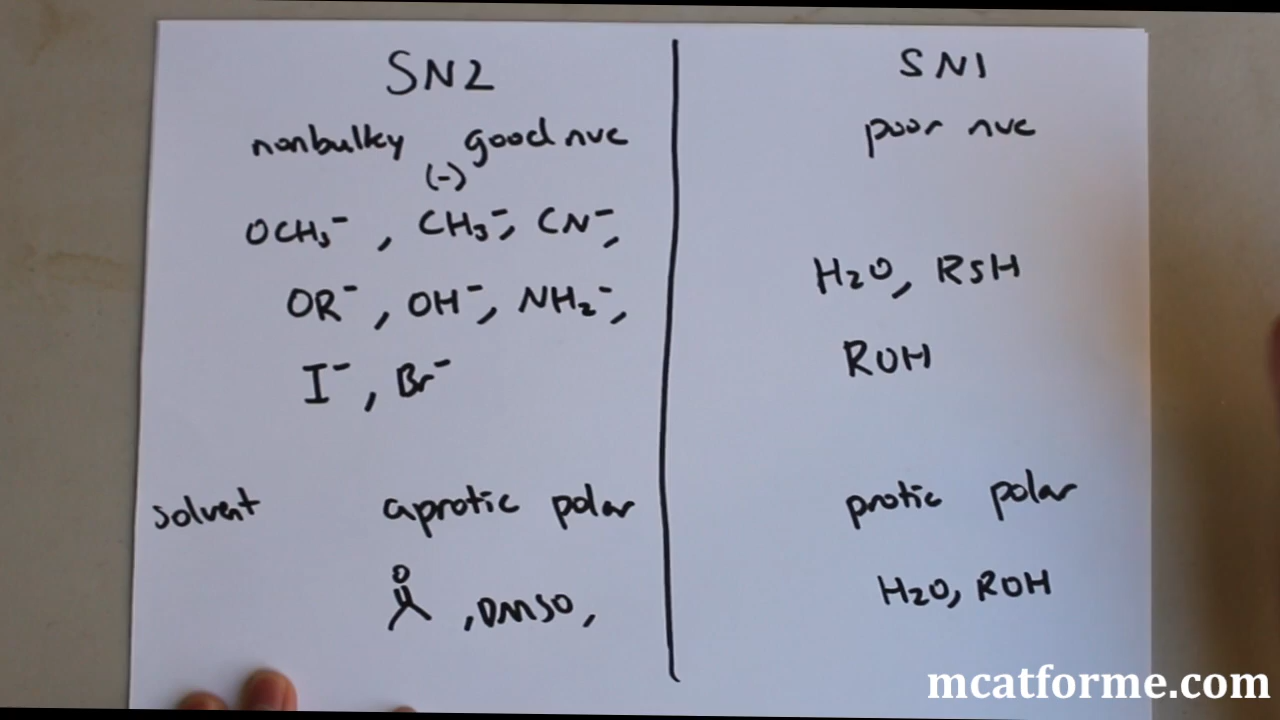 SN2
nonbulky good nuc
(-)
OCH₃⁻, CH₃⁻, CN⁻,
OR⁻, OH⁻, NH₂⁻,
I⁻, Br⁻
solvent aprotic polar
O
, DMSO,
SN1
poor nuc
H₂O, RSH
ROH
protic polar
H₂O, ROH
mcatforme.com